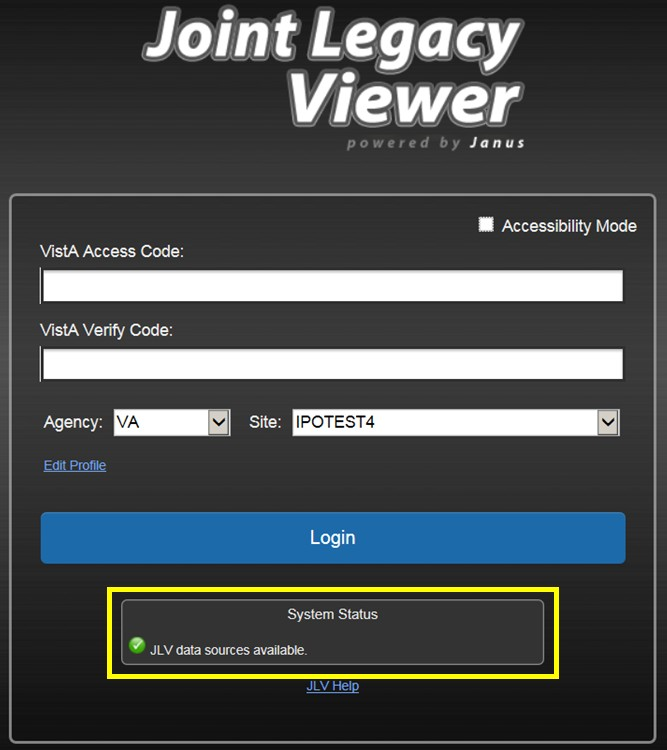 Joint Legacy
Viewer
powered by Janus
Accessibility Mode
VistA Access Code:
VistA Verify Code:
Agency: VA Site: IPOTEST4
Edit Profile
Login
System Status
JLV data sources available.
JLV Help